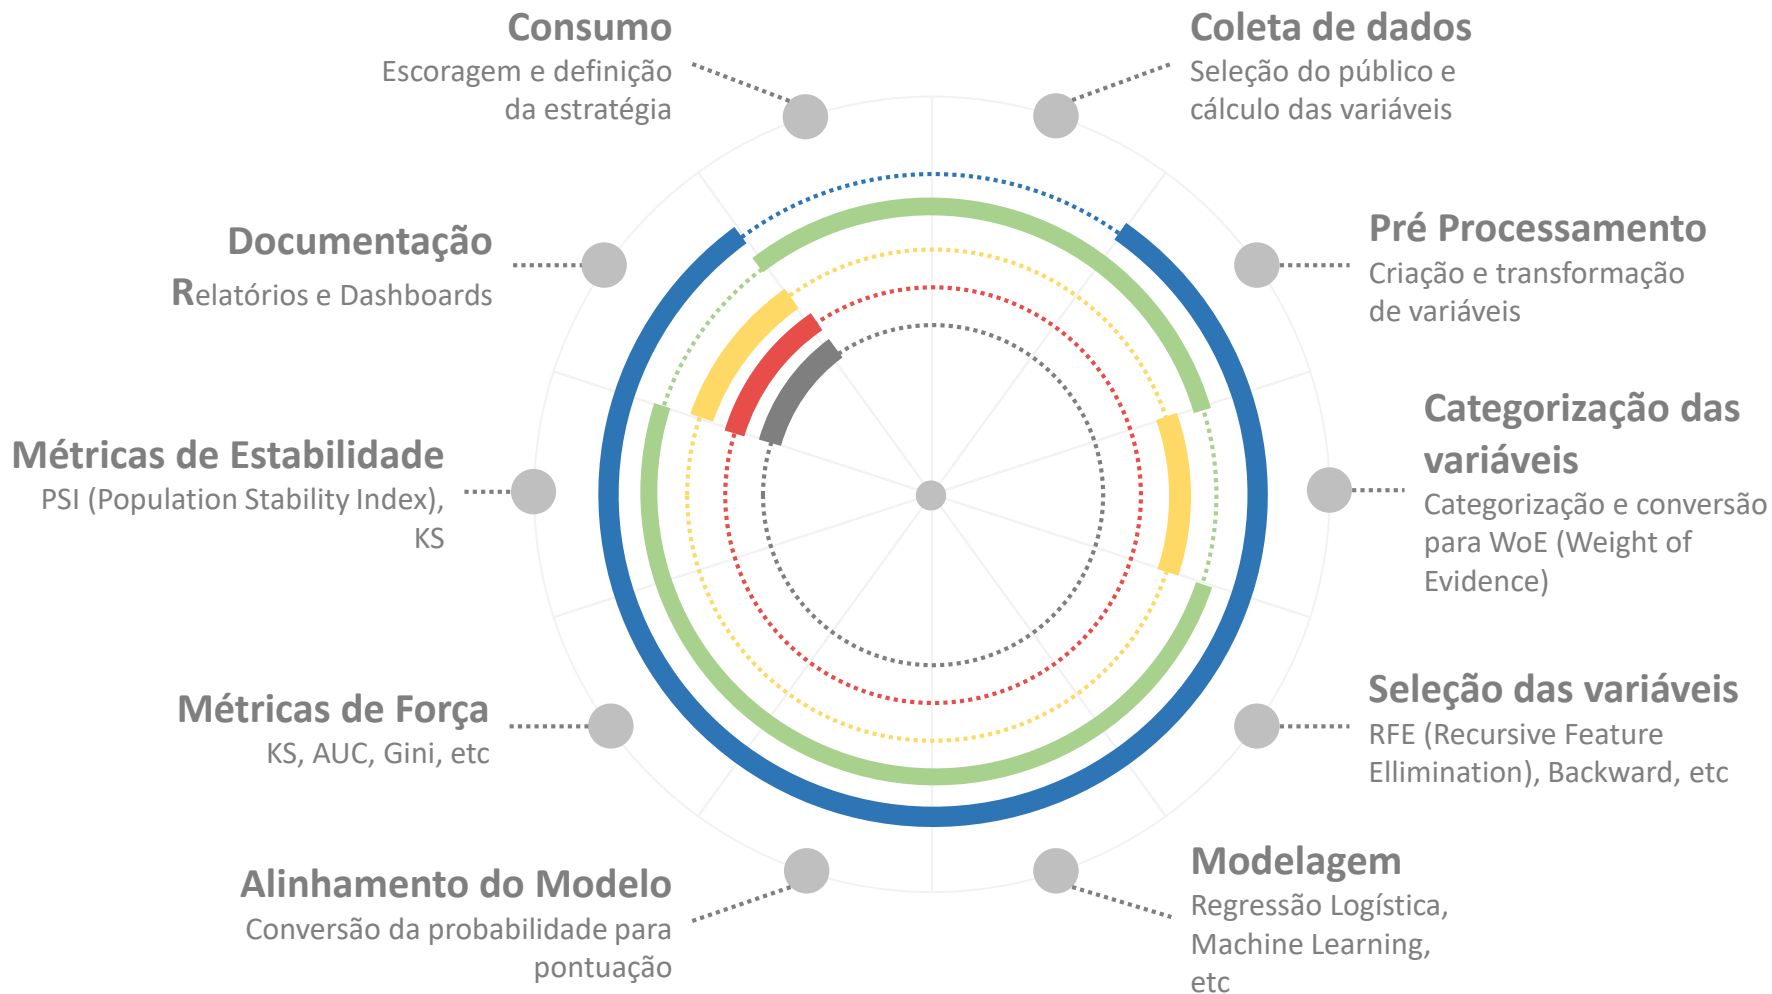 Consumo
Escoragem e definição
da estratégia
Coleta de dados
Seleção do público e
cálculo das variáveis
Documentação
Relatórios e Dashboards
Pré Processamento
Criação e transformação
de variáveis
Métricas de Estabilidade
PSI (Population Stability Index),
KS
Categorização das
variáveis
Categorização e conversão
para WoE (Weight of
Evidence)
Métricas de Força
KS, AUC, Gini, etc
Seleção das variáveis
RFE (Recursive Feature
Ellimination), Backward, etc
Alinhamento do Modelo
Conversão da probabilidade para
pontuação
Modelagem
Regressão Logística,
Machine Learning,
etc